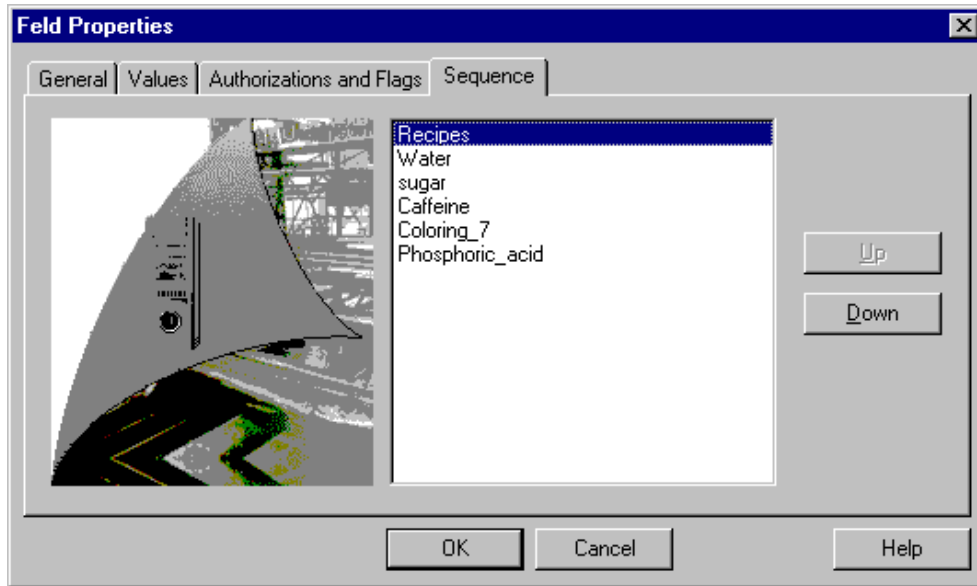 Feld Properties
General Values Authorizations and Flags Sequence
Recipes
Water
sugar
Caffeine
Coloring_7
Phosphoric_acid
Up
Down
OK Cancel Help